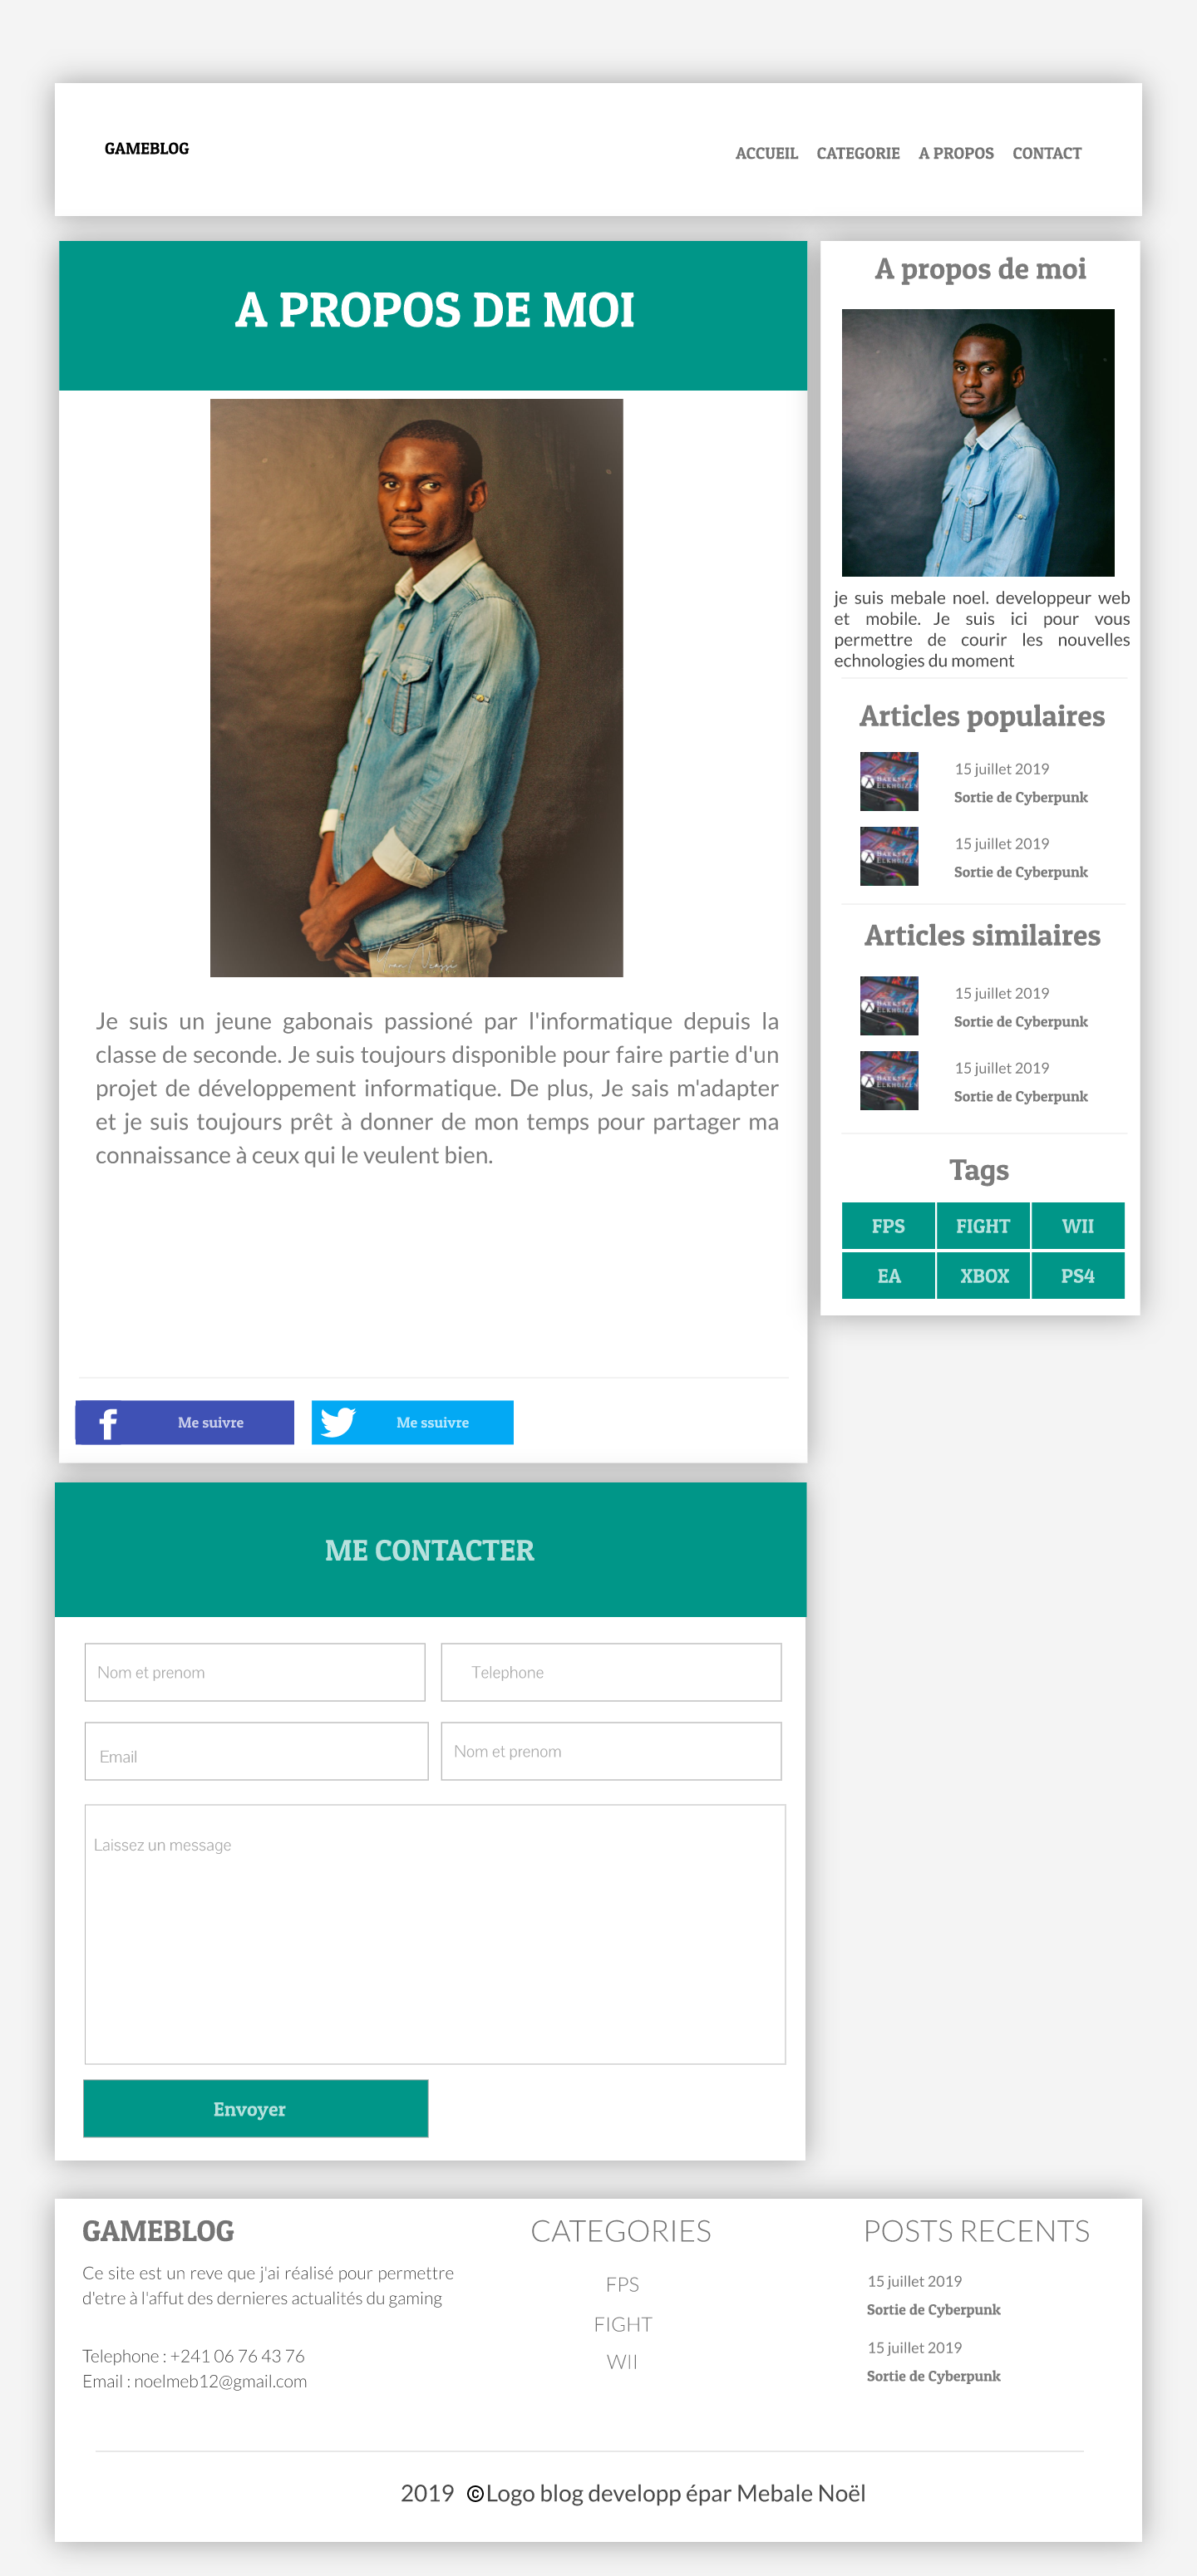 GAMEBLOG
ACCUEIL CATEGORIE A PROPOS CONTACT
A PROPOS DE MOI
Je suis un jeune gabonais passioné par l'informatique depuis la
classe de seconde. Je suis toujours disponible pour faire partie d'un
projet de développement informatique. De plus, Je sais m'adapter
et je suis toujours prêt à donner de mon temps pour partager ma
connaissance à ceux qui le veulent bien.
Me suivre
Me ssuivre
A propos de moi
je suis mebale noel. developpeur web
et mobile. Je suis ici pour vous
permettre de courir les nouvelles
echnologies du moment
Articles populaires
15 juillet 2019
Sortie de Cyberpunk
15 juillet 2019
Sortie de Cyberpunk
Articles similaires
15 juillet 2019
Sortie de Cyberpunk
15 juillet 2019
Sortie de Cyberpunk
Tags
FPS FIGHT WII
EA XBOX PS4
ME CONTACTER
Nom et prenom
Telephone
Email
Nom et prenom
Laissez un message
Envoyer
GAMEBLOG
Ce site est un reve que j'ai réalisé pour permettre
d'etre à l'affut des dernieres actualités du gaming
Telephone : +241 06 76 43 76
Email : noelmeb12@gmail.com
CATEGORIES
FPS
FIGHT
WII
POSTS RECENTS
15 juillet 2019
Sortie de Cyberpunk
15 juillet 2019
Sortie de Cyberpunk
2019 ©Logo blog developp épar Mebale Noël